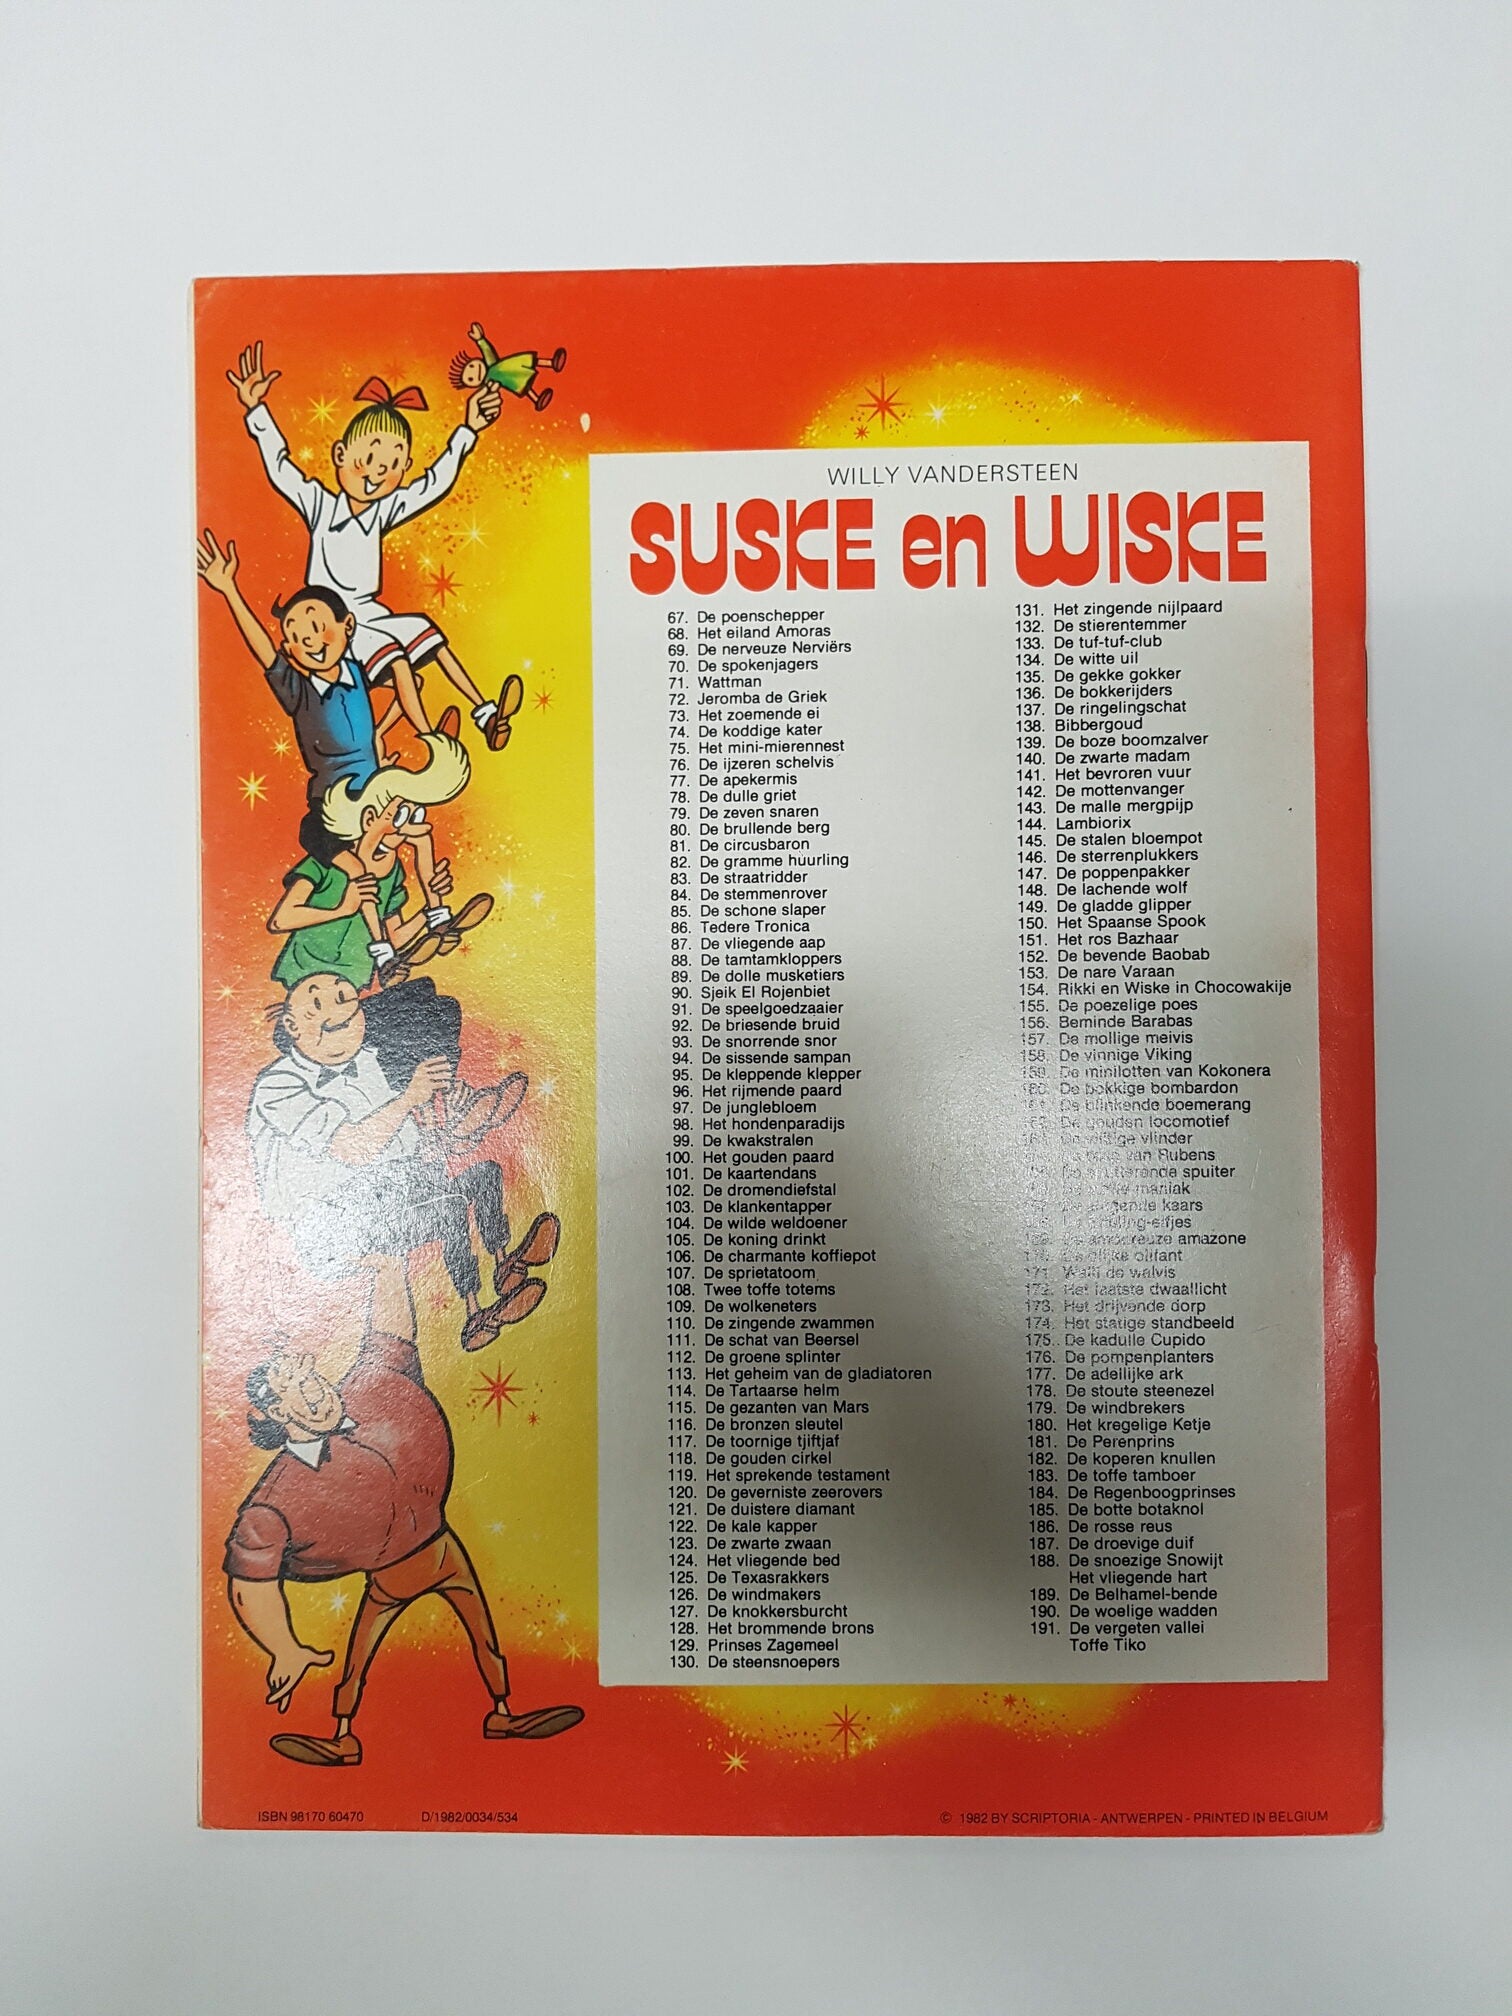 WILLY VANDERSTEEN
SUSKE en WISKE
67. De poenschepper
68. Het eiland Amoras
69. De nerveuze Nerviërs
70. De spokenjagers
71. Wattman
72. Jeromba de Griek
73. Het zoemende ei
74. De koddige kater
75. Het mini-mierennest
76. De ijzeren schelvis
77. De apekermis
78. De dulle griet
79. De zeven snaren
80. De brullende berg
81. De circusbaron
82. De gramme huurling
83. De straatridder
84. De stemmenrover
85. De schone slaper
86. Tedere Tronica
87. De vliegende aap
88. De tamtamkloppers
89. De dolle musketiers
90. Sjeik El Rojenbiet
91. De speelgoedzaaier
92. De briesende bruid
93. De snorrende snor
94. De sissende sampan
95. De kleppende klepper
96. Het rijmende paard
97. De junglebloem
98. Het hondenparadijs
99. De kwakstralen
100. Het gouden paard
101. De kaartendans
102. De dromendiefstal
103. De klankentapper
104. De wilde weldoener
105. De koning drinkt
106. De charmante koffiepot
107. De sprietatoom
108. Twee toffe totems
109. De wolkeneters
110. De zingende zwammen
111. De schat van Beersel
112. De groene splinter
113. Het geheim van de gladiatoren
114. De Tartaarse helm
115. De gezanten van Mars
116. De bronzen sleutel
117. De toornige tjiftjaf
118. De gouden cirkel
119. Het sprekende testament
120. De geverniste zeerovers
121. De duistere diamant
122. De kale kapper
123. De zwarte zwaan
124. Het vliegende bed
125. De Texasrakkers
126. De windmakers
127. De knokkersburcht
128. Het brommende brons
129. Prinses Zagemeel
130. De steensnoepers
131. Het zingende nijlpaard
132. De stierentemmer
133. De tuf-tuf-club
134. De witte uil
135. De gekke gokker
136. De bokkerijders
137. De ringelingschat
138. Bibbergoud
139. De boze boomzalver
140. De zwarte madam
141. Het bevroren vuur
142. De mottenvanger
143. De malle mergpijp
144. Lambiorix
145. De stalen bloempot
146. De sterrenplukkers
147. De poppenpakker
148. De lachende wolf
149. De gladde glipper
150. Het Spaanse Spook
151. Het ros Bazhaar
152. De bevende Baobab
153. De nare Varaan
154. Rikki en Wiske in Chocowakije
155. De poezelige poes
156. Beminde Barabas
157. De mollige meivis
158. De vinnige Viking
159. De minilotten van Kokonera
160. De bokkige bombardon
De blinkende boemerang
De gouden locomotief
vlinder
van Rubens
spuiter
maniak
kaars
De amoureuze amazone
olifant
171. Walli de walvis
172. Het laatste dwaallicht
173. Het drijvende dorp
174. Het statige standbeeld
175. De kadulle Cupido
176. De pompenplanters
177. De adellijke ark
178. De stoute steenezel
179. De windbrekers
180. Het kregelige Ketje
181. De Perenprins
182. De koperen knullen
183. De toffe tamboer
184. De Regenboogprinses
185. De botte botaknol
186. De rosse reus
187. De droevige duif
188. De snoezige Snowijt
Het vliegende hart
189. De Belhamel-bende
190. De woelige wadden
191. De vergeten vallei
Toffe Tiko
ISBN 98170 60470 D/1982/0034/534
© 1982 BY SCRIPTORIA - ANTWERPEN - PRINTED IN BELGIUM